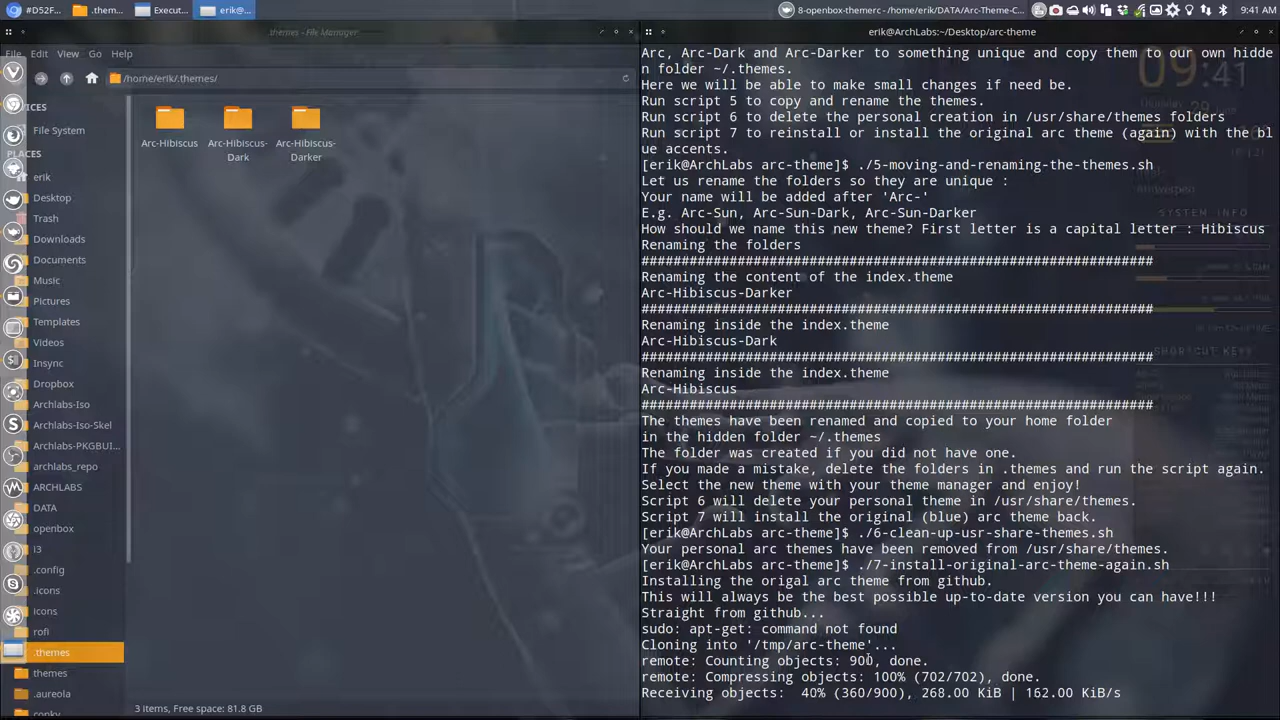 #D52F...
.them...
Execut...
erik@...
8-openbox-themerc - /home/erik/DATA/Arc-Theme-C...
9:41 AM
.themes - File Manager
erik@ArchLabs:~/Desktop/arc-theme
File Edit View Go Help
/home/erik/.themes/
File System
PLACES
erik
Desktop
Trash
Downloads
Documents
Music
Pictures
Templates
Videos
Insync
Dropbox
Archlabs-Iso
Archlabs-Iso-Skel
Archlabs-PKGBUI...
archlabs_repo
ARCHLABS
DATA
openbox
I3
.config
.icons
icons
rofi
.themes
themes
.aureola
conky
Arc-Hibiscus
Arc-Hibiscus-
Dark
Arc-Hibiscus-
Darker
3 items, Free space: 81.8 GB
Arc, Arc-Dark and Arc-Darker to something unique and copy them to our own hidde
n folder ~/.themes.
Here we will be able to make small changes if need be.
Run script 5 to copy and rename the themes.
Run script 6 to delete the personal creation in /usr/share/themes folders
Run script 7 to reinstall or install the original arc theme (again) with the bl
ue accents.
[erik@ArchLabs arc-theme]$ ./5-moving-and-renaming-the-themes.sh
Let us rename the folders so they are unique :
Your name will be added after 'Arc-'
E.g. Arc-Sun, Arc-Sun-Dark, Arc-Sun-Darker
How should we name this new theme? First letter is a capital letter : Hibiscus
Renaming the folders
################################################################
Renaming the content of the index.theme
Arc-Hibiscus-Darker
################################################################
Renaming inside the index.theme
Arc-Hibiscus-Dark
################################################################
Renaming inside the index.theme
Arc-Hibiscus
################################################################
The themes have been renamed and copied to your home folder
in the hidden folder ~/.themes
The folder was created if you did not have one.
If you made a mistake, delete the folders in .themes and run the script again.
Select the new theme with your theme manager and enjoy!
Script 6 will delete your personal theme in /usr/share/themes.
Script 7 will install the original (blue) arc theme back.
[erik@ArchLabs arc-theme]$ ./6-clean-up-usr-share-themes.sh
Your personal arc themes have been removed from /usr/share/themes.
[erik@ArchLabs arc-theme]$ ./7-install-original-arc-theme-again.sh
Installing the origal arc theme from github.
This will always be the best possible up-to-date version you can have!!!
Straight from github...
sudo: apt-get: command not found
Cloning into '/tmp/arc-theme'...
remote: Counting objects: 900, done.
remote: Compressing objects: 100% (702/702), done.
Receiving objects:  40% (360/900), 268.00 KiB | 162.00 KiB/s
09:41
SYSTEM INFO
SHORTCUT KEYS